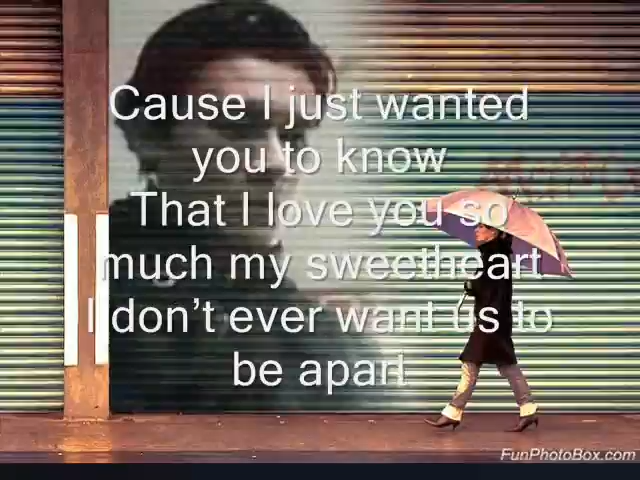 Cause I just wanted
you to know
That I love you so
much my sweetheart
I don't ever want us to
be apart
FunPhotoBox.com